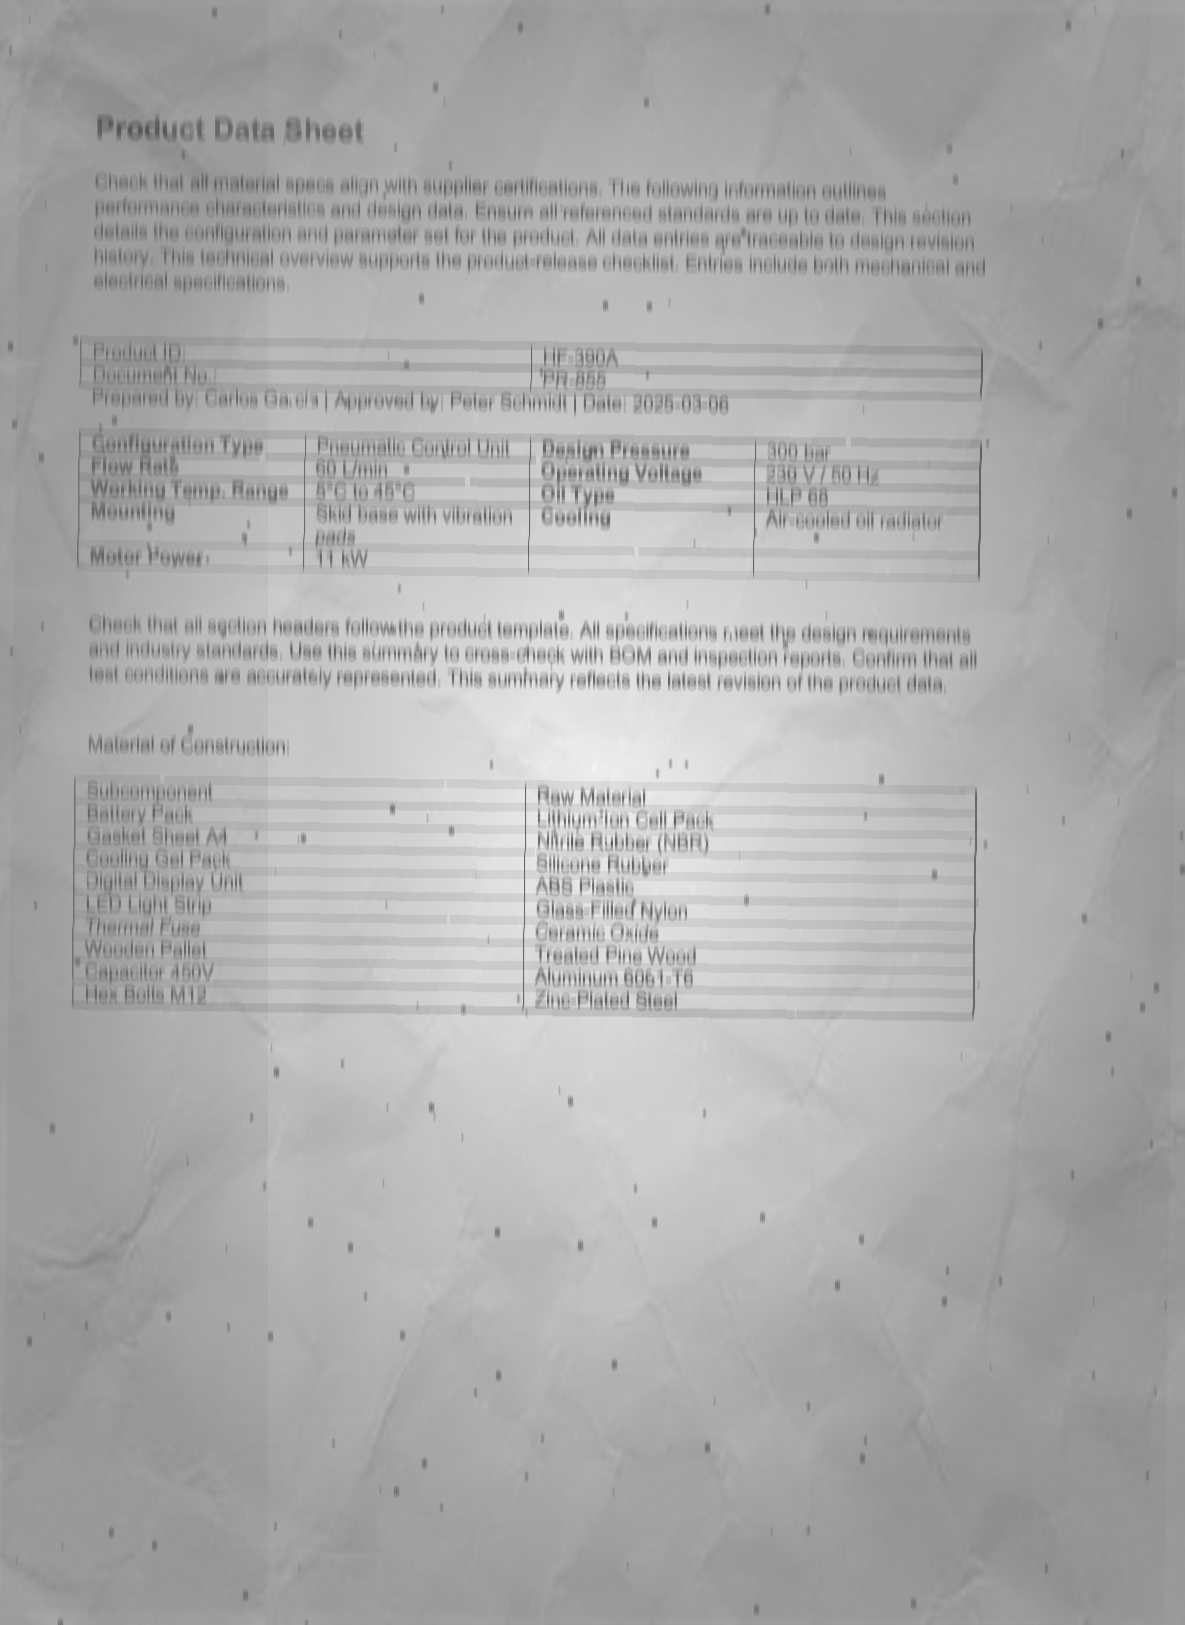 Product Data Sheet
Check that all material specs align with supplier certifications. The following information outlines
performance characteristics and design data. Ensure all referenced standards are up to date. This section
details the configuration and parameter set for the product. All data entries are traceable to design revision
history. This technical overview supports the product-release checklist. Entries include both mechanical and
electrical specifications.
Product ID: HF-390A
Document No.: PR-855
Prepared by: Carlos Garcia | Approved by: Peter Schmidt | Date: 2025-03-06
Configuration Type Pneumatic Control Unit Design Pressure 300 bar
Flow Rate 60 L/min Operating Voltage 230 V / 50 Hz
Working Temp. Range 5°C to 45°C Oil Type HLP 68
Mounting Skid base with vibration Cooling Air-cooled oil radiator
pads
Motor Power 11 kW
Check that all section headers follow the product template. All specifications meet the design requirements
and industry standards. Use this summary to cross-check with BOM and inspection reports. Confirm that all
test conditions are accurately represented. This summary reflects the latest revision of the product data.
Material of Construction:
Subcomponent Raw Material
Battery Pack Lithium-Ion Cell Pack
Gasket Sheet A4 Nitrile Rubber (NBR)
Cooling Gel Pack Silicone Rubber
Digital Display Unit ABS Plastic
LED Light Strip Glass-Filled Nylon
Thermal Fuse Ceramic Oxide
Wooden Pallet Treated Pine Wood
Capacitor 450V Aluminum 6061-T6
Hex Bolts M12 Zinc-Plated Steel